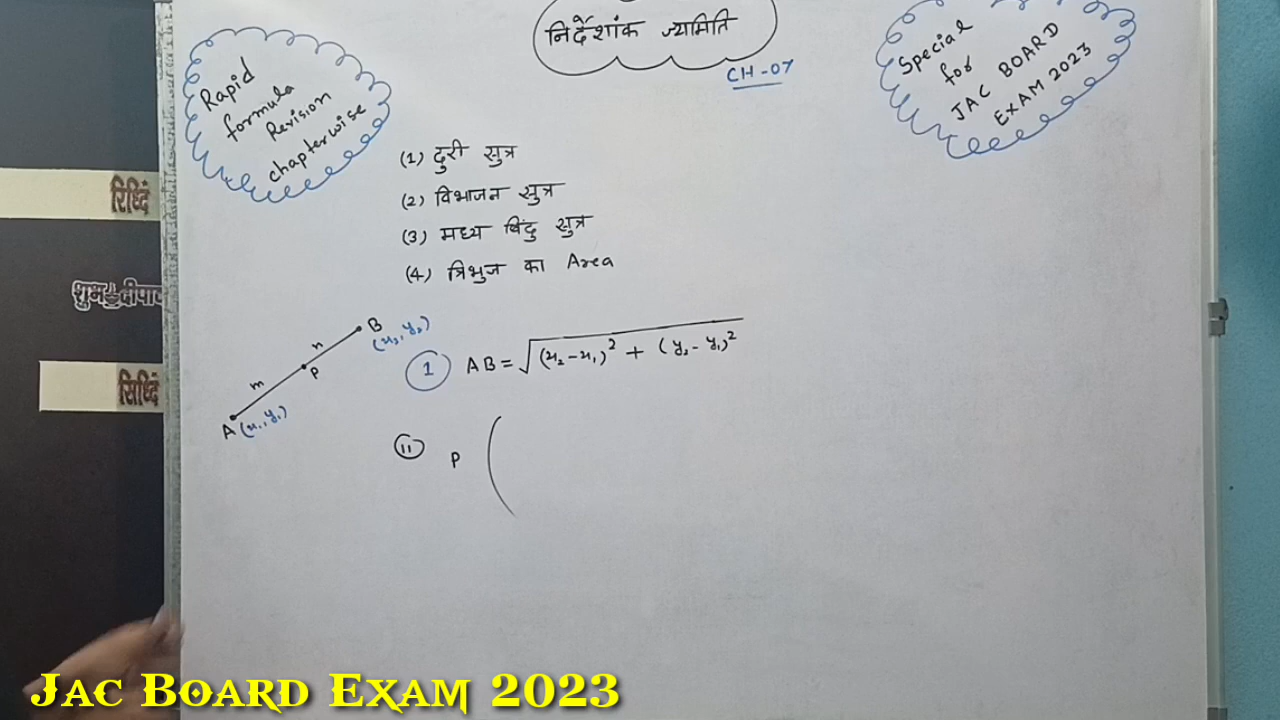 निर्देशांक ज्यामिति
CH-07
Rapid
formula
Revision
chapterwise
Special
for
JAC BOARD
EXAM 2023
(1) दुरी सुत्र
(2) विभाजन सुत्र
(3) मध्य बिंदु सुत्र
(4) त्रिभुज का Area
रिध्दिं
सिध्दिं
B
(x₂, y₂)
n
P
m
A (x₁, y₁)
1 AB = √(x₂ - x₁)² + (y₂ - y₁)²
ii P (
JAC BOARD EXAM 2023